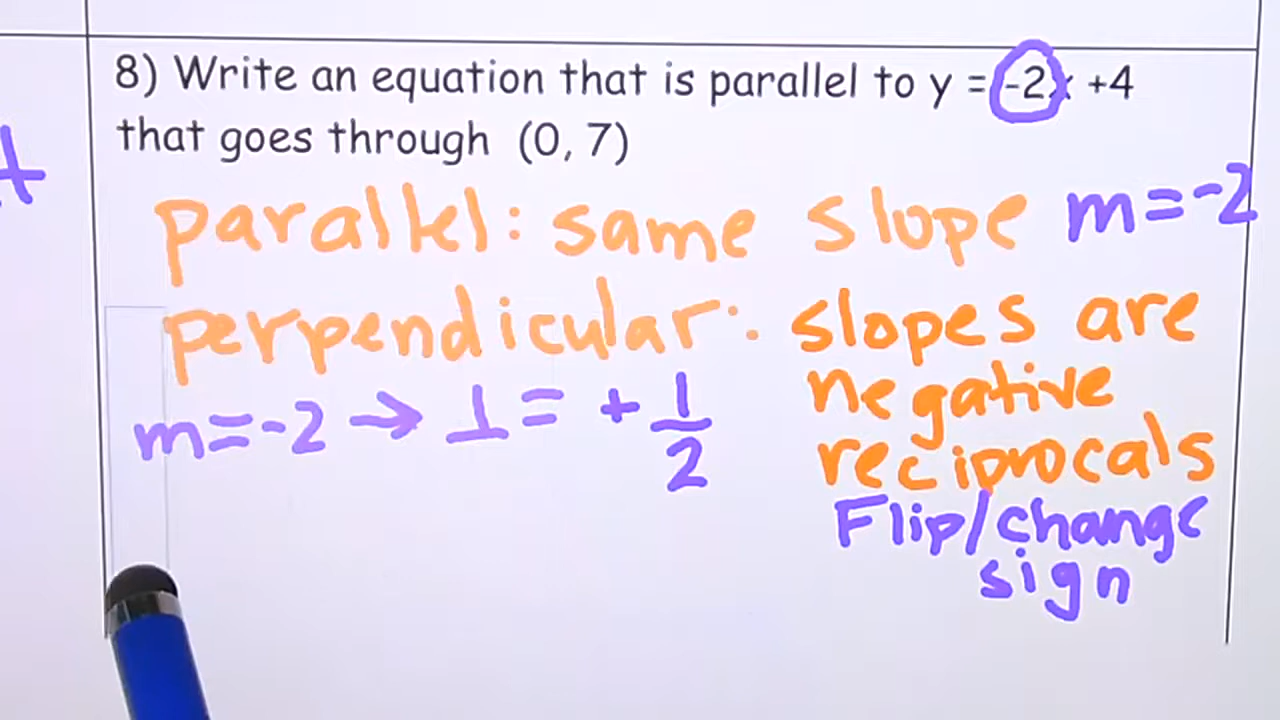 8) Write an equation that is parallel to y = -2x +4
that goes through (0, 7)
parallel: same slope m=-2
perpendicular: slopes are
negative
m=-2 → ⊥ = + 1/2
reciprocals
Flip/change
sign